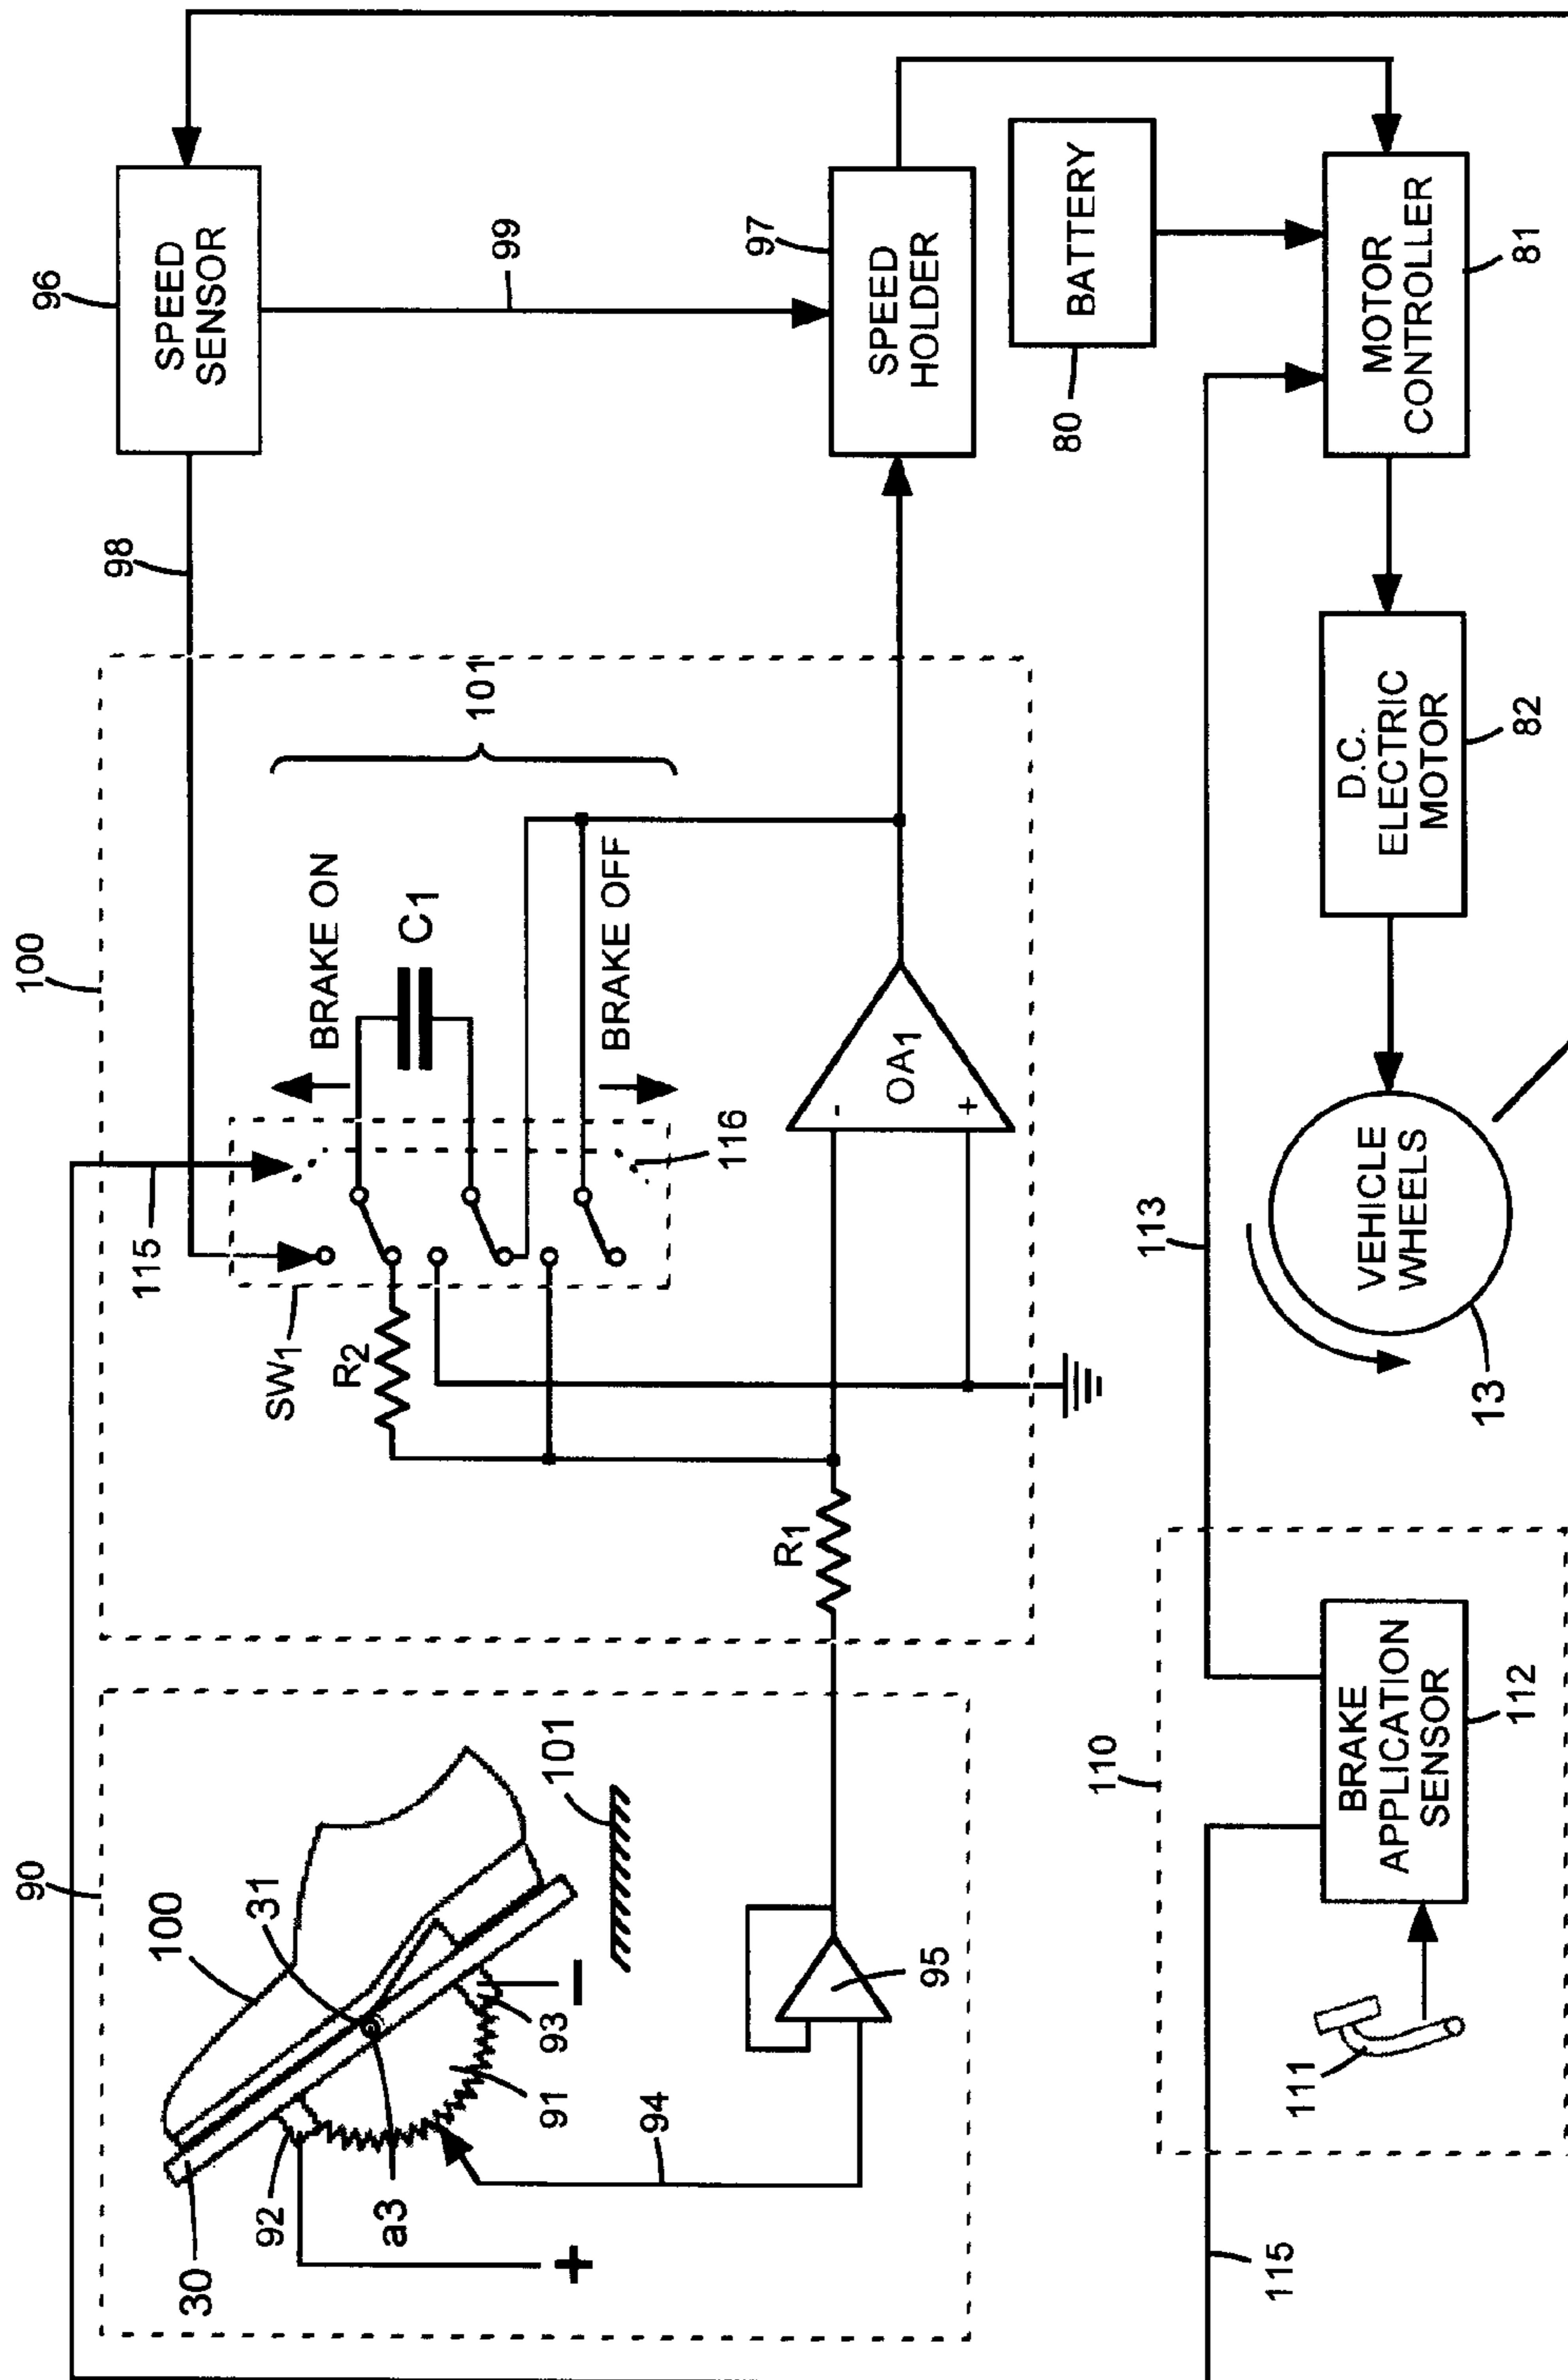 90
100
31
30
92
a3
91
93
+
−
101
94
95
100
115
SW1
R2
R1
BRAKE ON
C1
BRAKE OFF
101
116
-
+
OA1
98
96
SPEED
SENSOR
99
97
SPEED
HOLDER
80
BATTERY
110
111
BRAKE
APPLICATION
SENSOR
112
115
113
VEHICLE
WHEELS
13
D.C.
ELECTRIC
MOTOR
82
MOTOR
CONTROLLER
81